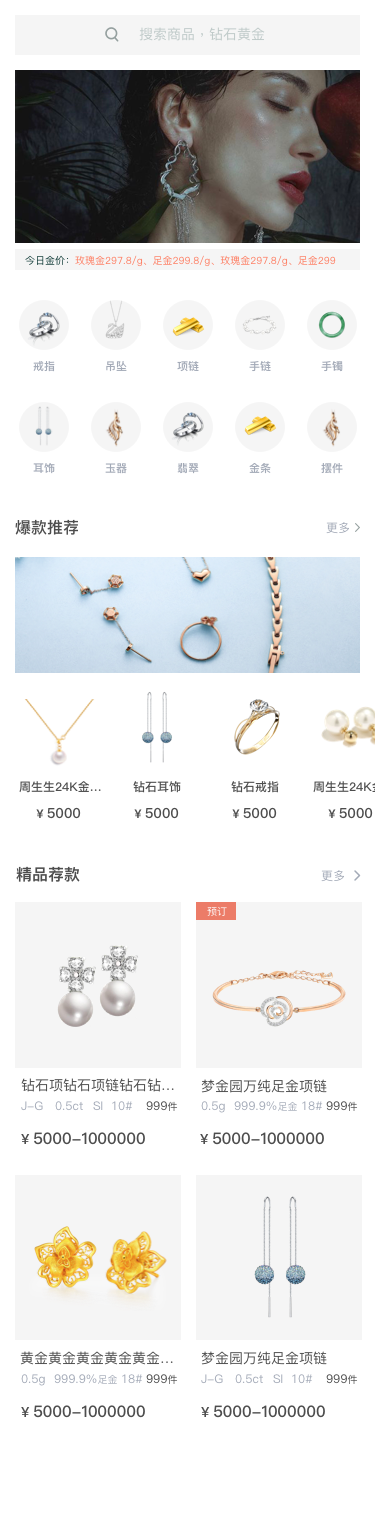 搜索商品，钻石黄金
今日金价：玫瑰金297.8/g、足金299.8/g、玫瑰金297.8/g、足金299
戒指 吊坠 项链 手链 手镯
耳饰 玉器 翡翠 金条 摆件
爆款推荐 更多
周生生24K金... 钻石耳饰 钻石戒指 周生生24K
¥ 5000 ¥ 5000 ¥ 5000 ¥ 5000
精品荐款 更多
预订
钻石项钻石项链钻石钻... 梦金园万纯足金项链
J-G 0.5ct SI 10# 999件 0.5g 999.9%足金 18# 999件
¥ 5000-1000000 ¥ 5000-1000000
黄金黄金黄金黄金黄金... 梦金园万纯足金项链
0.5g 999.9%足金 18# 999件 J-G 0.5ct SI 10# 999件
¥ 5000-1000000 ¥ 5000-1000000